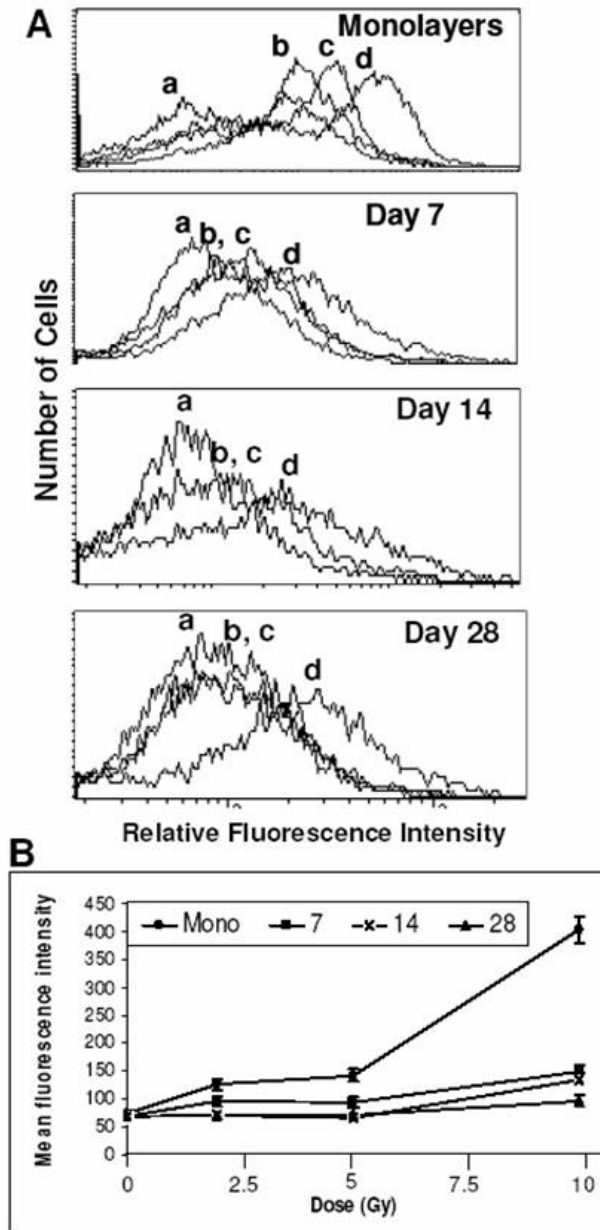 A
Monolayers
a
b
c
d
Day 7
a
b, c
d
Day 14
a
b, c
d
Day 28
a
b, c
d
Number of Cells
Relative Fluorescence Intensity
B
Mean fluorescence intensity
450
400
350
300
250
200
150
100
50
0
Mono 7 14 28
0 2.5 5 7.5 10
Dose (Gy)